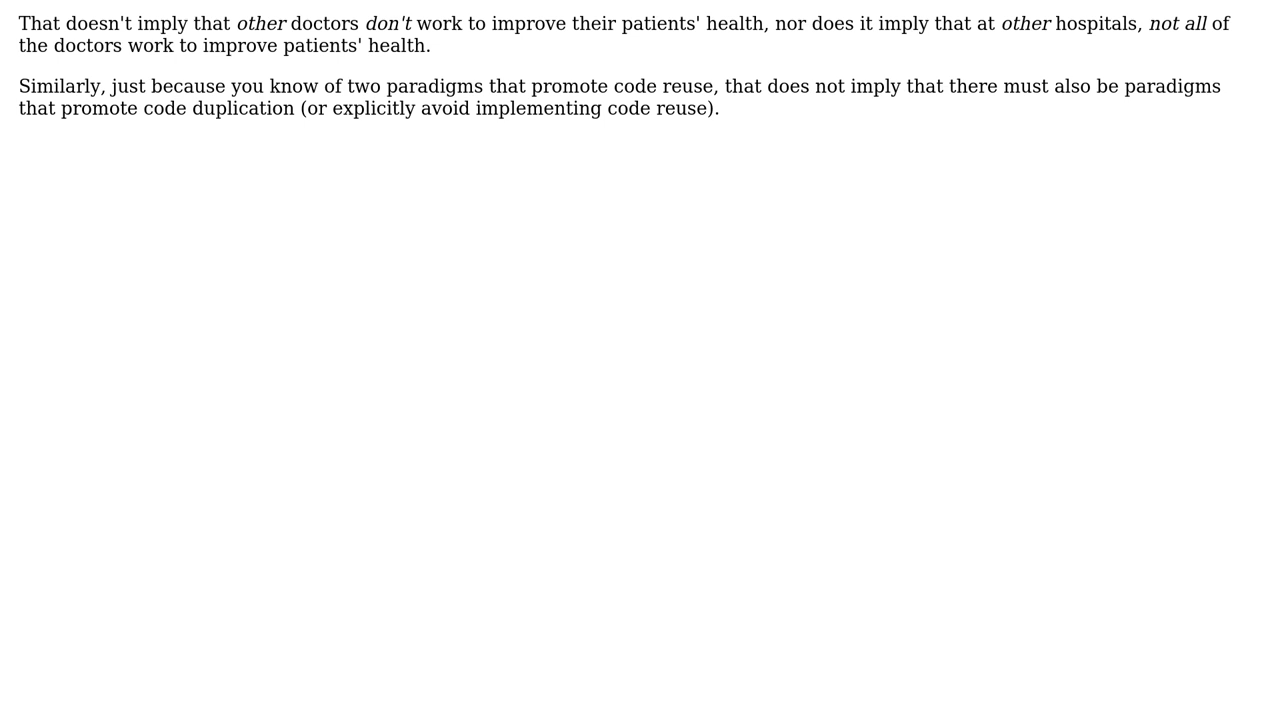 That doesn't imply that other doctors don't work to improve their patients' health, nor does it imply that at other hospitals, not all of
the doctors work to improve patients' health.
Similarly, just because you know of two paradigms that promote code reuse, that does not imply that there must also be paradigms
that promote code duplication (or explicitly avoid implementing code reuse).